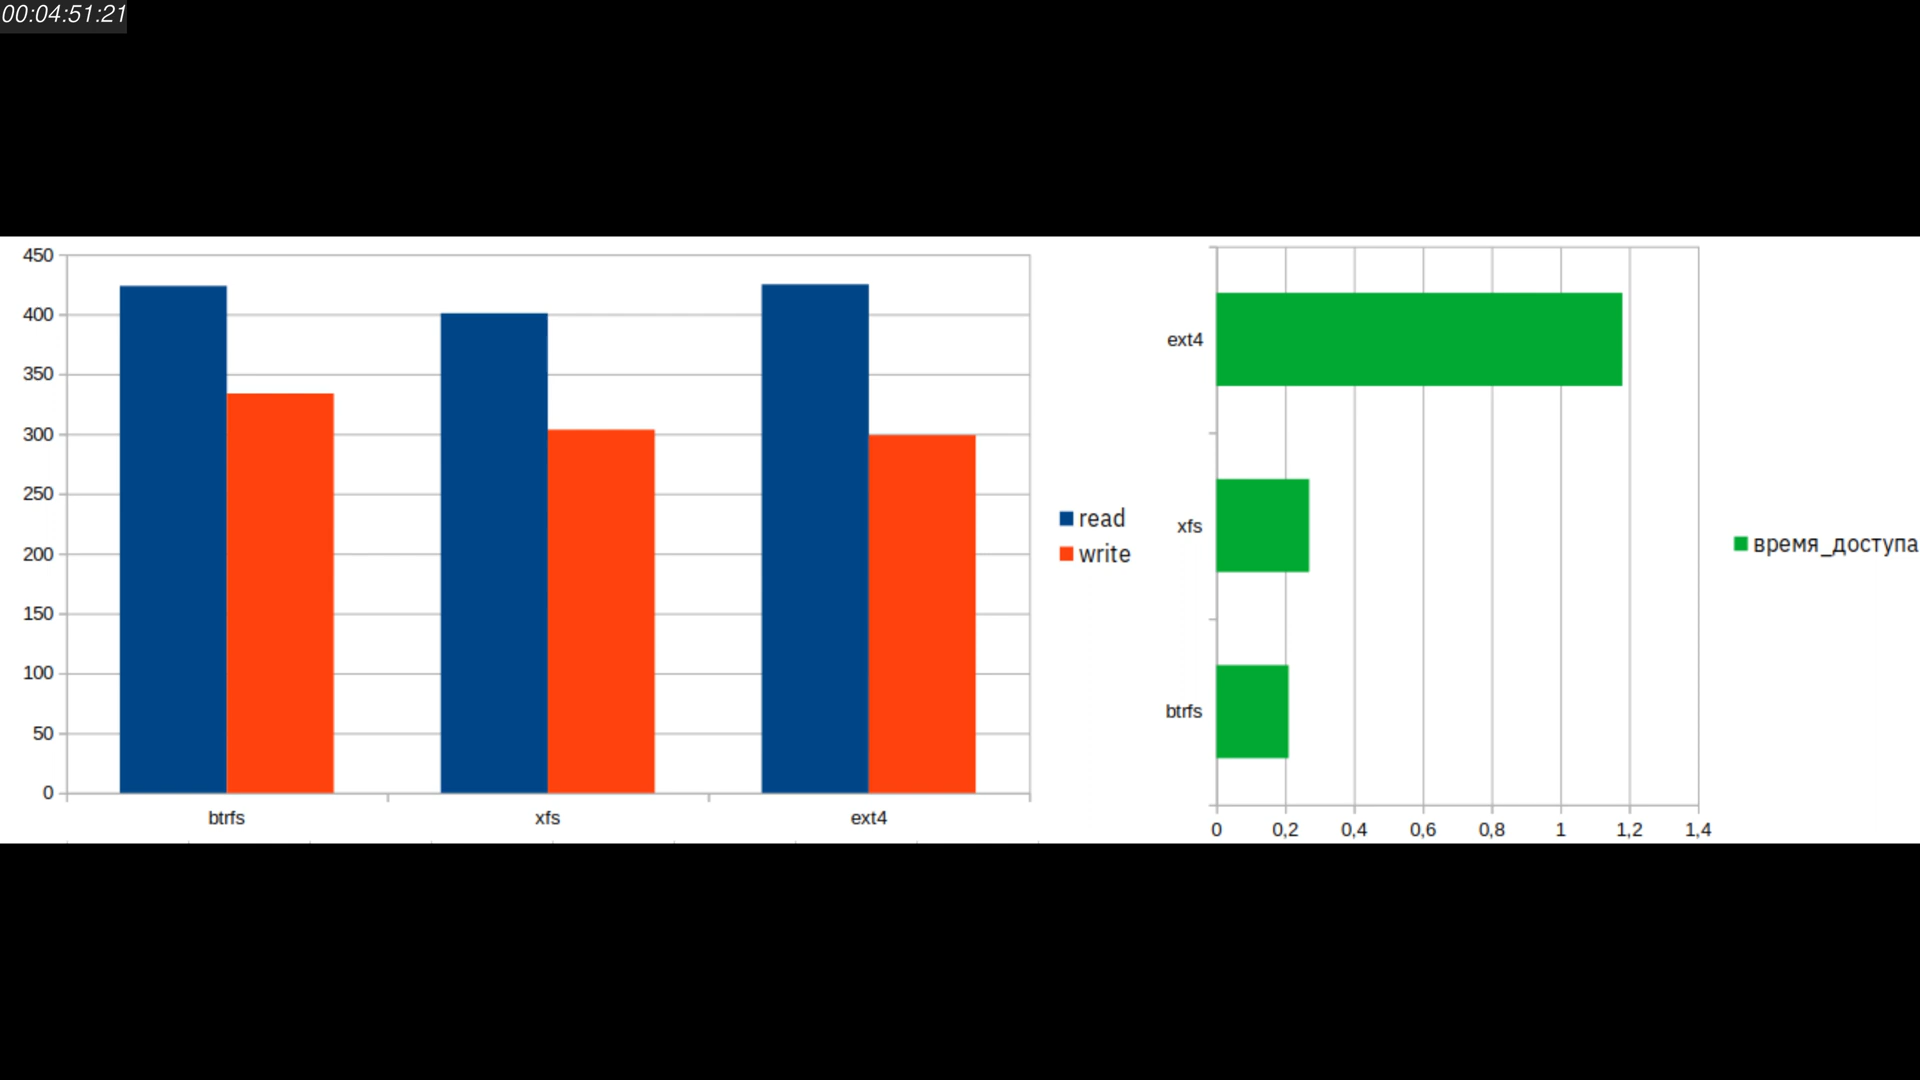 00:04:51:21
450
400
350
300
250
200
150
100
50
0
btrfs xfs ext4
read
write
ext4
xfs
btrfs
0 0,2 0,4 0,6 0,8 1 1,2 1,4
время_доступа